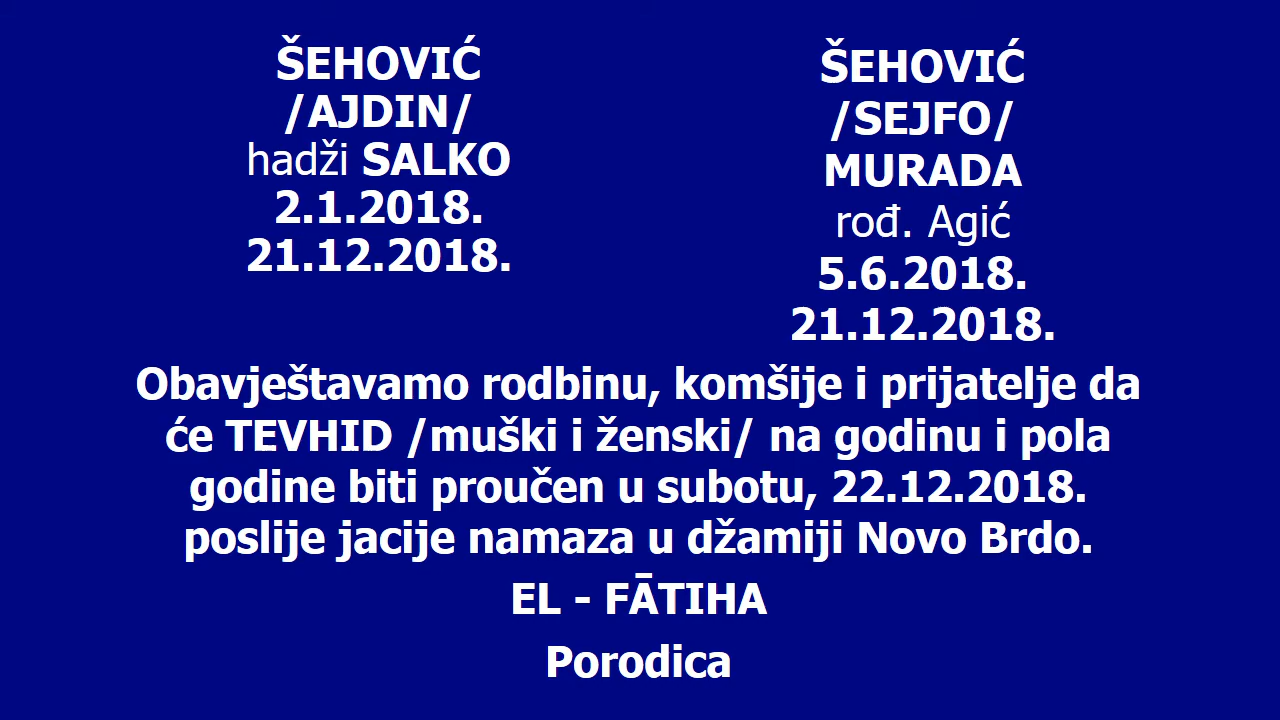 ŠEHOVIĆ
/AJDIN/
hadži SALKO
2.1.2018.
21.12.2018.
ŠEHOVIĆ
/SEJFO/
MURADA
rođ. Agić
5.6.2018.
21.12.2018.
Obavještavamo rodbinu, komšije i prijatelje da
će TEVHID /muški i ženski/ na godinu i pola
godine biti proučen u subotu, 22.12.2018.
poslije jacije namaza u džamiji Novo Brdo.
EL - FĀTIHA
Porodica